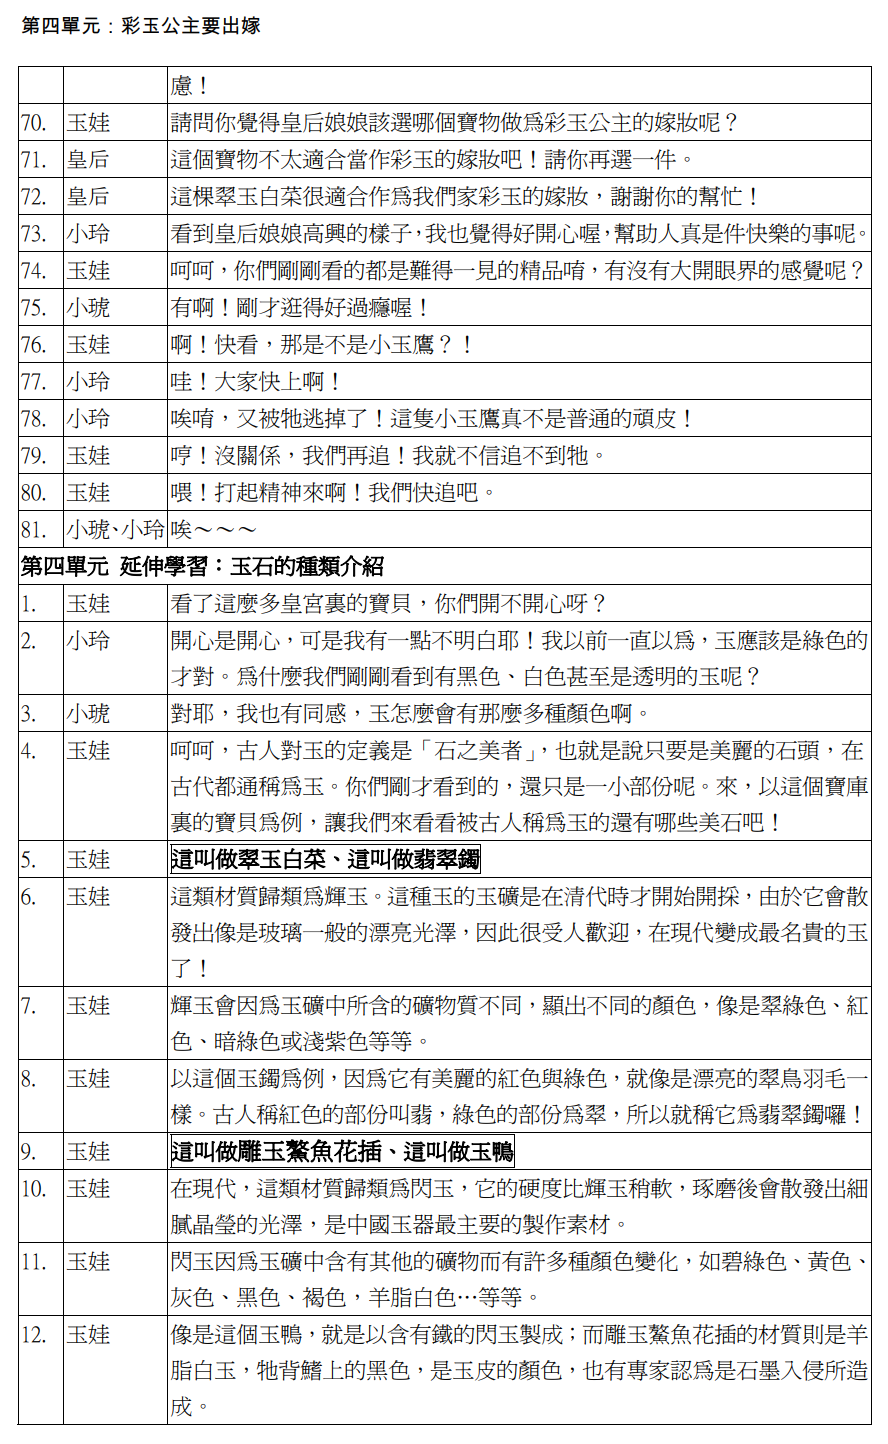 第四單元：彩玉公主要出嫁
慮！
70. 玉娃 請問你覺得皇后娘娘該選哪個寶物做為彩玉公主的嫁妝呢？
71. 皇后 這個寶物不太適合當作彩玉的嫁妝吧！請你再選一件。
72. 皇后 這棵翠玉白菜很適合作為我們家彩玉的嫁妝，謝謝你的幫忙！
73. 小玲 看到皇后娘娘高興的樣子，我也覺得好開心喔，幫助人真是件快樂的事呢。
74. 玉娃 呵呵，你們剛剛看的都是難得一見的精品唷，有沒有大開眼界的感覺呢？
75. 小琥 有啊！剛才逛得好過癮喔！
76. 玉娃 啊！快看，那是不是小玉鷹？！
77. 小玲 哇！大家快上啊！
78. 小玲 唉唷，又被牠逃掉了！這隻小玉鷹真不是普通的頑皮！
79. 玉娃 哼！沒關係，我們再追！我就不信追不到牠。
80. 玉娃 喂！打起精神來啊！我們快追吧。
81. 小琥、小玲 唉～～～
第四單元 延伸學習：玉石的種類介紹
1. 玉娃 看了這麼多皇宮裏的寶貝，你們開不開心呀？
2. 小玲 開心是開心，可是我有一點不明白耶！我以前一直以為，玉應該是綠色的
才對。為什麼我們剛剛看到有黑色、白色甚至是透明的玉呢？
3. 小琥 對耶，我也有同感，玉怎麼會有那麼多種顏色啊。
4. 玉娃 呵呵，古人對玉的定義是「石之美者」，也就是說只要是美麗的石頭，在
古代都通稱為玉。你們剛才看到的，還只是一小部份呢。來，以這個寶庫
裏的寶貝為例，讓我們來看看被古人稱為玉的還有哪些美石吧！
5. 玉娃 這叫做翠玉白菜、這叫做翡翠鐲
6. 玉娃 這類材質歸類為輝玉。這種玉的玉礦是在清代時才開始開採，由於它會散
發出像是玻璃一般的漂亮光澤，因此很受人歡迎，在現代變成最名貴的玉
了！
7. 玉娃 輝玉會因為玉礦中所含的礦物質不同，顯出不同的顏色，像是翠綠色、紅
色、暗綠色或淺紫色等等。
8. 玉娃 以這個玉鐲為例，因為它有美麗的紅色與綠色，就像是漂亮的翠鳥羽毛一
樣。古人稱紅色的部份叫翡，綠色的部份為翠，所以就稱它為翡翠鐲囉！
9. 玉娃 這叫做雕玉鰲魚花插、這叫做玉鴨
10. 玉娃 在現代，這類材質歸類為閃玉，它的硬度比輝玉稍軟，琢磨後會散發出細
膩晶瑩的光澤，是中國玉器最主要的製作素材。
11. 玉娃 閃玉因為玉礦中含有其他的礦物而有許多種顏色變化，如碧綠色、黃色、
灰色、黑色、褐色，羊脂白色…等等。
12. 玉娃 像是這個玉鴨，就是以含有鐵的閃玉製成；而雕玉鰲魚花插的材質則是羊
脂白玉，牠背鰭上的黑色，是玉皮的顏色，也有專家認為是石墨入侵所造
成。